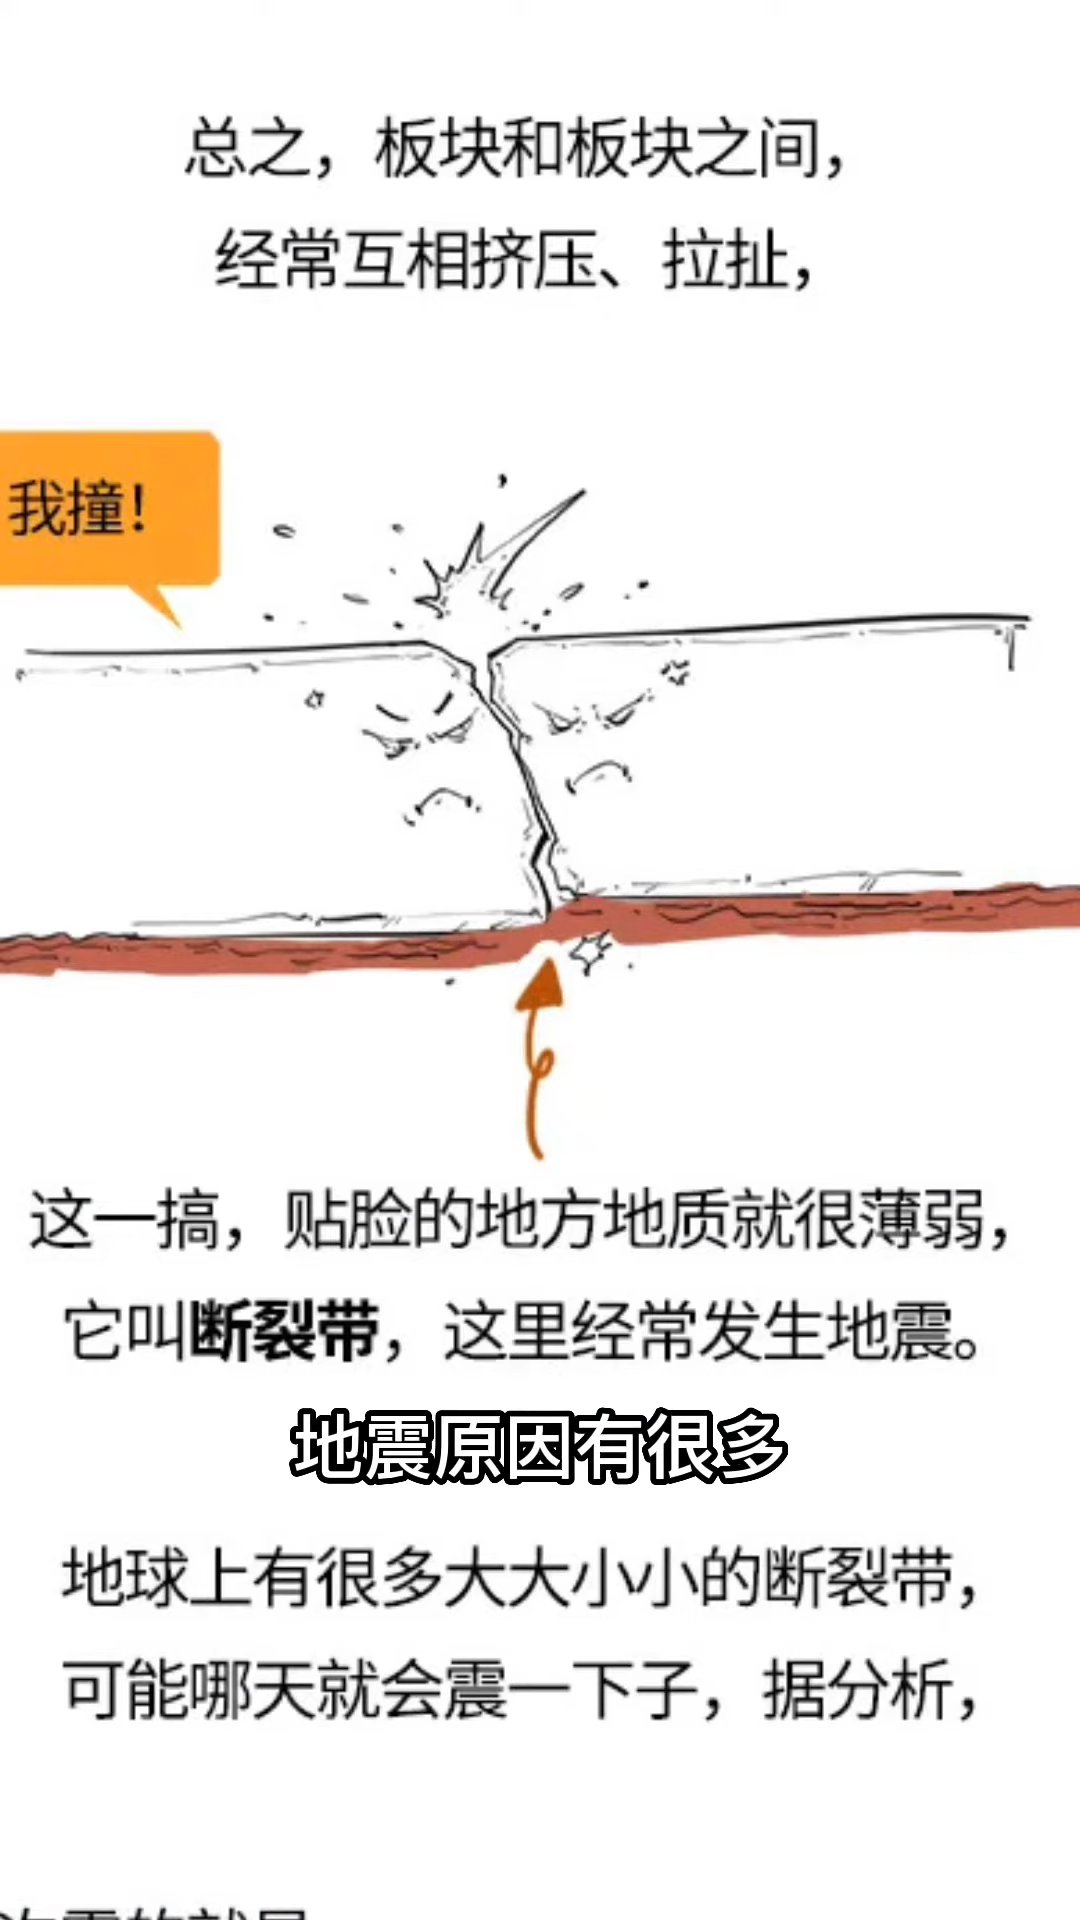 总之，板块和板块之间，
经常互相挤压、拉扯，
我撞！
这一搞，贴脸的地方地质就很薄弱，
它叫断裂带，这里经常发生地震。
地震原因有很多
地球上有很多大大小小的断裂带，
可能哪天就会震一下子，据分析，